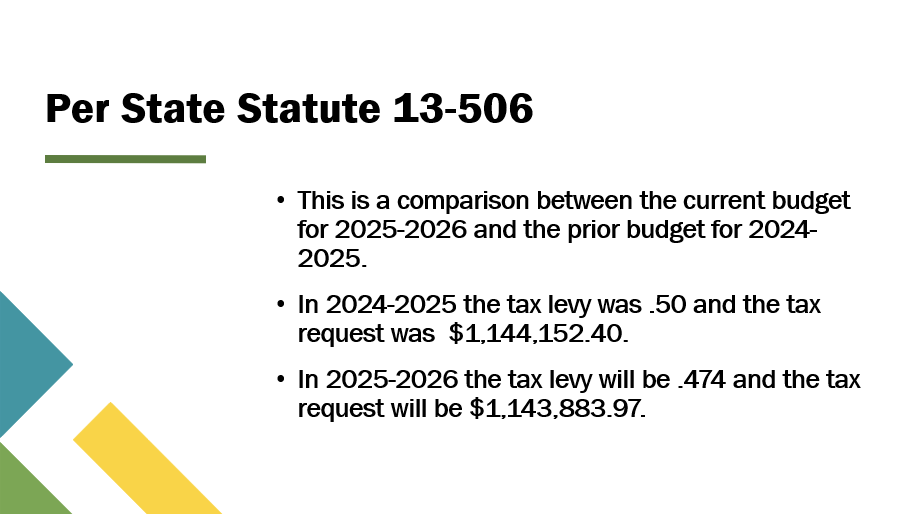 Per State Statute 13-506
• This is a comparison between the current budget
for 2025-2026 and the prior budget for 2024-
2025.
• In 2024-2025 the tax levy was .50 and the tax
request was  $1,144,152.40.
• In 2025-2026 the tax levy will be .474 and the tax
request will be $1,143,883.97.